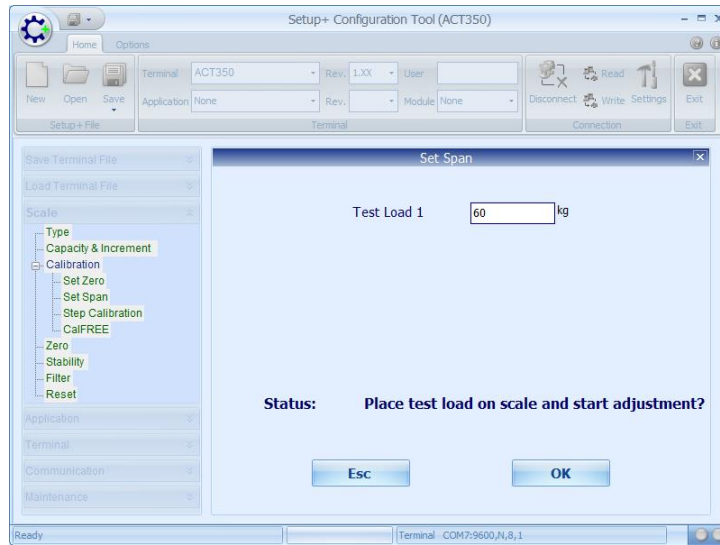 Setup+ Configuration Tool (ACT350)
Home Options
Terminal ACT350 Rev. 1.XX User
Read
New Open Save Application None Rev. Module None Disconnect Write Settings Exit
Setup+ File Terminal Connection Exit
Save Terminal File
Load Terminal File
Scale
Type
Capacity & Increment
Calibration
Set Zero
Set Span
Step Calibration
CalFREE
Zero
Stability
Filter
Reset
Application
Terminal
Communication
Maintenance
Set Span
Test Load 1 60 kg
Status: Place test load on scale and start adjustment?
Esc OK
Ready Terminal COM7:9600,N,8,1